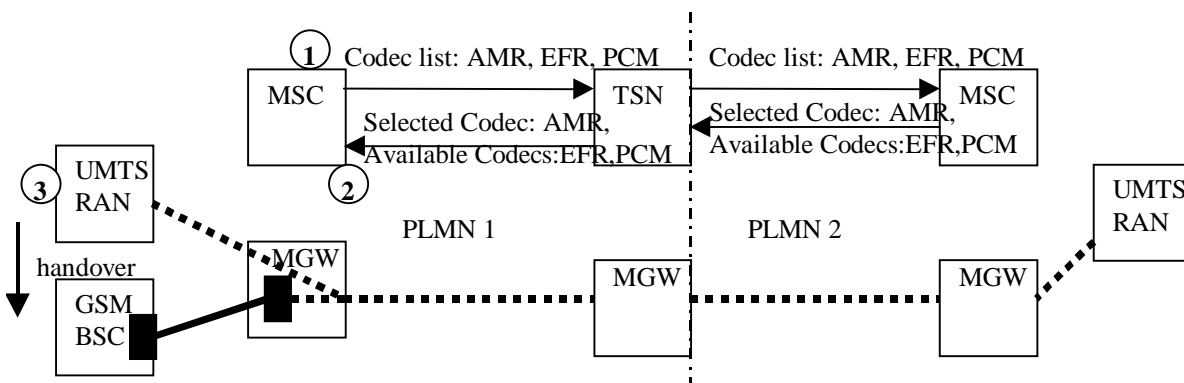 1
Codec list: AMR, EFR, PCM
Codec list: AMR, EFR, PCM
MSC
TSN
MSC
Selected Codec: AMR,
Available Codecs:EFR,PCM
Selected Codec: AMR,
Available Codecs:EFR,PCM
2
3
UMTS
RAN
UMTS
RAN
PLMN 1
PLMN 2
handover
MGW
MGW
MGW
GSM
BSC